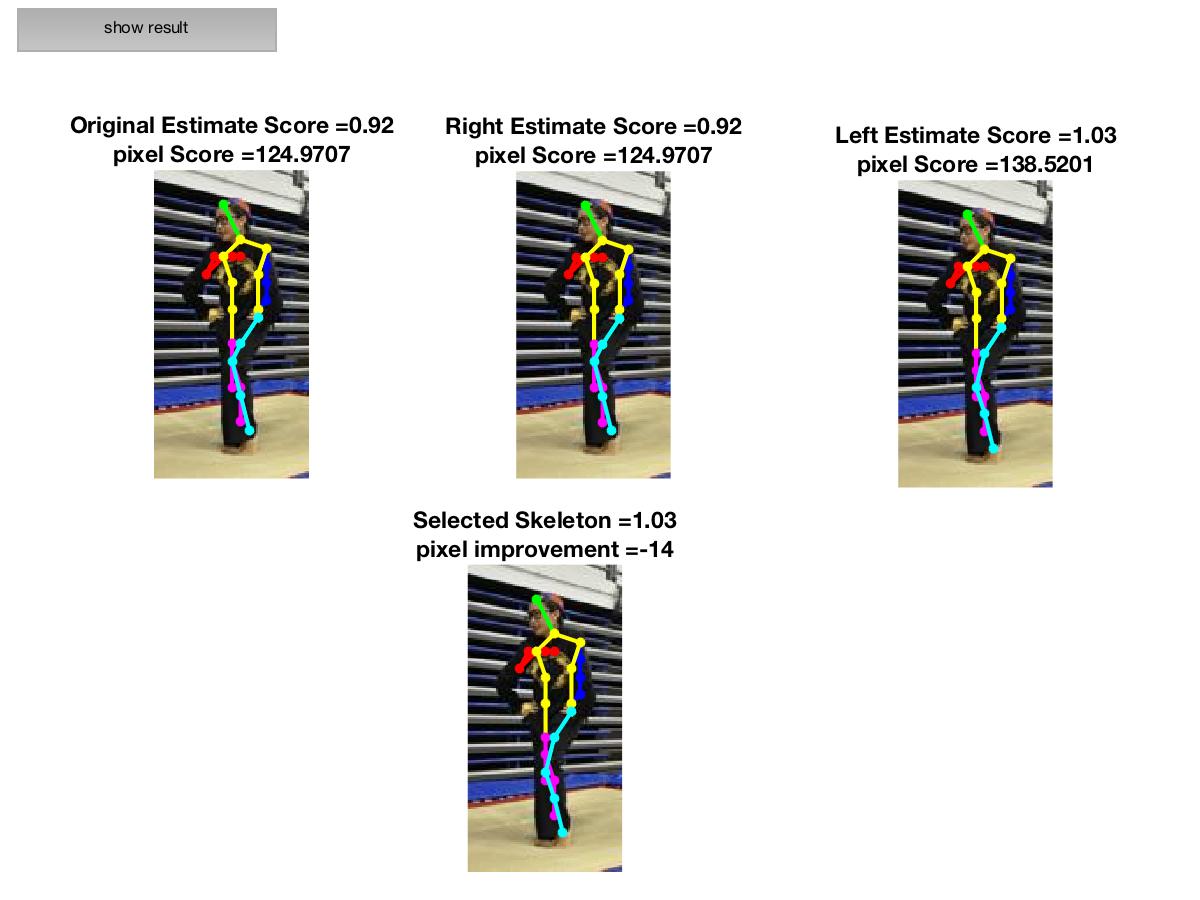 show result
Original Estimate Score =0.92
pixel Score =124.9707
Right Estimate Score =0.92
pixel Score =124.9707
Left Estimate Score =1.03
pixel Score =138.5201
Selected Skeleton =1.03
pixel improvement =-14